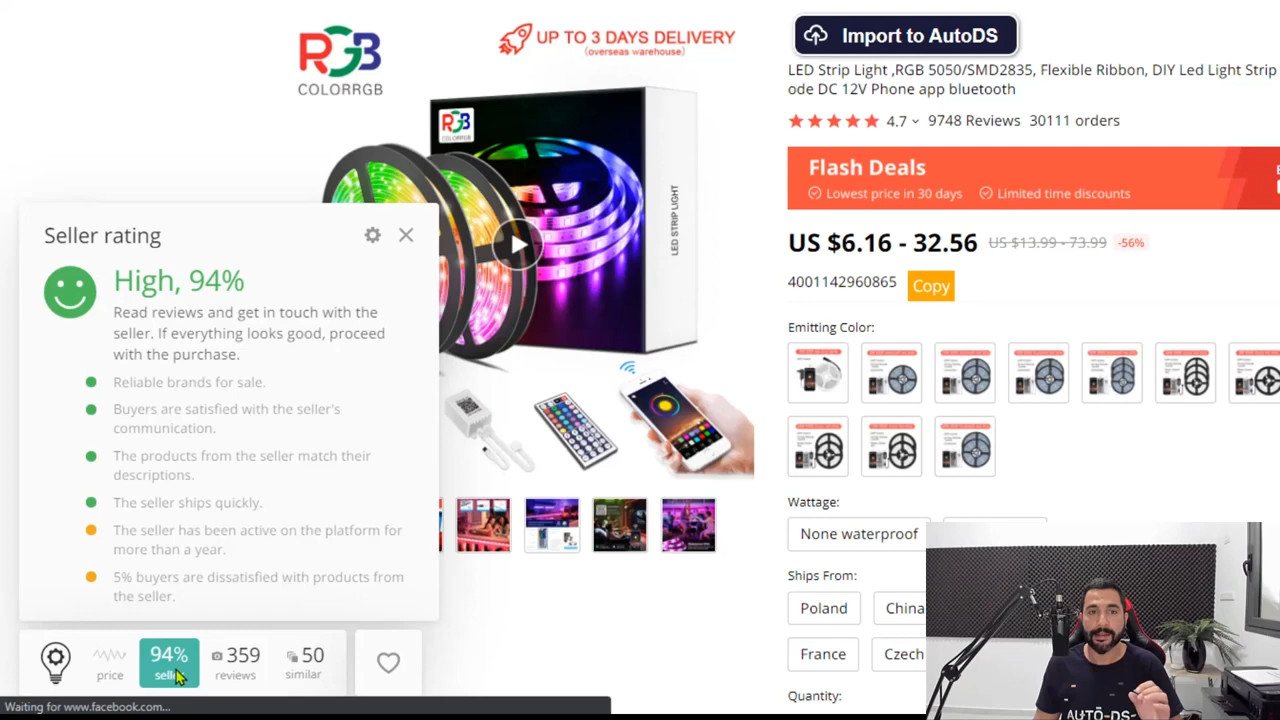 RGB
COLORRGB
UP TO 3 DAYS DELIVERY
(overseas warehouse)
RGB
COLORRGB
LED STRIP LIGHT
Import to AutoDS
LED Strip Light ,RGB 5050/SMD2835, Flexible Ribbon, DIY Led Light Strip
ode DC 12V Phone app bluetooth
4.7 9748 Reviews 30111 orders
Flash Deals
Lowest price in 30 days Limited time discounts
US $6.16 - 32.56 US $13.99 - 73.99 -56%
4001142960865 Copy
Emitting Color:
Wattage:
None waterproof
Ships From:
Poland China
France Czech
Quantity:
Seller rating
High, 94%
Read reviews and get in touch with the
seller. If everything looks good, proceed
with the purchase.
Reliable brands for sale.
Buyers are satisfied with the seller's
communication.
The products from the seller match their
descriptions.
The seller ships quickly.
The seller has been active on the platform for
more than a year.
5% buyers are dissatisfied with products from
the seller.
price
94%
359
reviews
50
similar
Waiting for www.facebook.com...
AUTO-DS